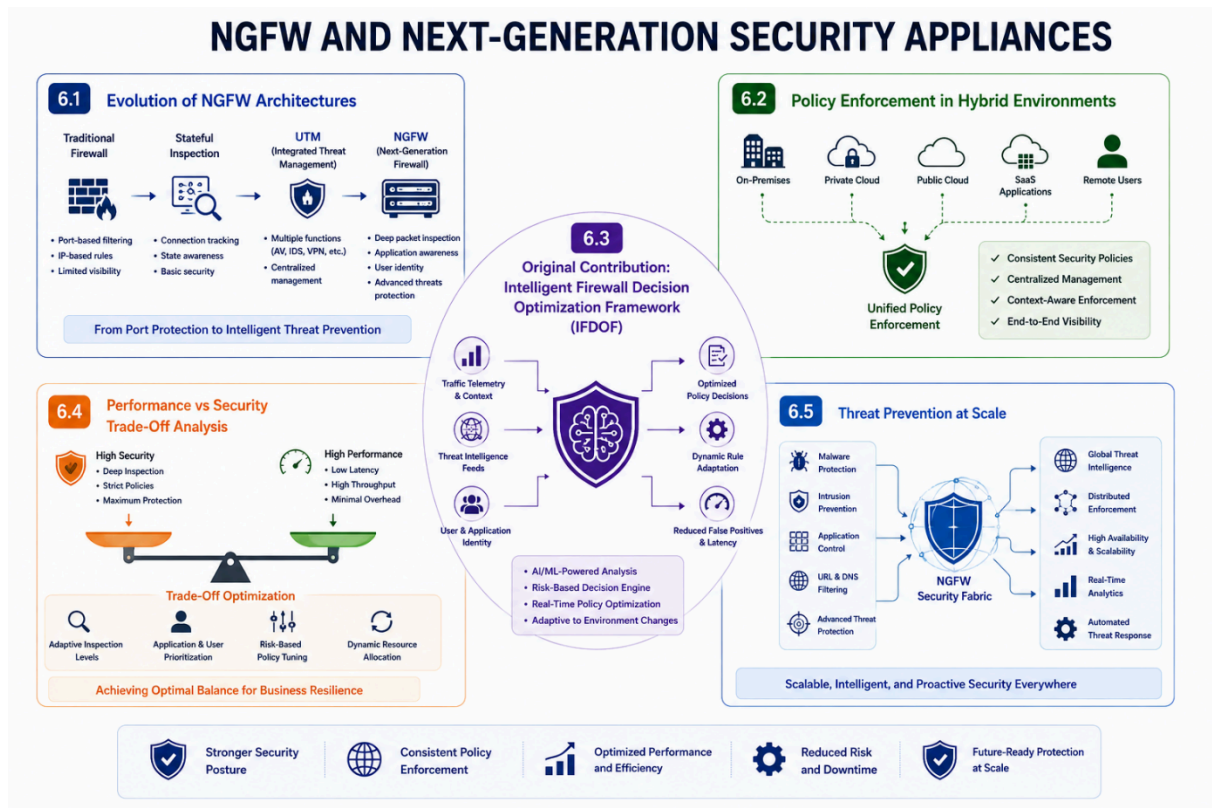 NGFW AND NEXT-GENERATION SECURITY APPLIANCES
6.1
Evolution of NGFW Architectures
Traditional
Firewall
• Port-based filtering
• IP-based rules
• Limited visibility
Stateful
Inspection
• Connection tracking
• State awareness
• Basic security
UTM
(Integrated Threat
Management)
• Multiple functions
(AV, IDS, VPN, etc.)
• Centralized
management
NGFW
(Next-Generation
Firewall)
• Deep packet inspection
• Application awareness
• User identity
• Advanced threats
protection
From Port Protection to Intelligent Threat Prevention
6.2
Policy Enforcement in Hybrid Environments
On-Premises
Private Cloud
Public Cloud
SaaS
Applications
Remote Users
Unified Policy
Enforcement
✓ Consistent Security Policies
✓ Centralized Management
✓ Context-Aware Enforcement
✓ End-to-End Visibility
6.3
Original Contribution:
Intelligent Firewall Decision
Optimization Framework
(IFDOF)
Traffic Telemetry
& Context
Threat Intelligence
Feeds
User & Application
Identity
Optimized
Policy Decisions
Dynamic Rule
Adaptation
Reduced False Positives
& Latency
• AI/ML-Powered Analysis
• Risk-Based Decision Engine
• Real-Time Policy Optimization
• Adaptive to Environment Changes
6.4
Performance vs Security
Trade-Off Analysis
High Security
• Deep Inspection
• Strict Policies
• Maximum Protection
High Performance
• Low Latency
• High Throughput
• Minimal Overhead
Trade-Off Optimization
Adaptive Inspection
Levels
Application & User
Prioritization
Risk-Based
Policy Tuning
Dynamic Resource
Allocation
Achieving Optimal Balance for Business Resilience
6.5
Threat Prevention at Scale
Malware
Protection
Intrusion
Prevention
Application
Control
URL & DNS
Filtering
Advanced Threat
Protection
NGFW
Security Fabric
Global Threat
Intelligence
Distributed
Enforcement
High Availability
& Scalability
Real-Time
Analytics
Automated
Threat Response
Scalable, Intelligent, and Proactive Security Everywhere
Stronger Security
Posture
Consistent Policy
Enforcement
Optimized Performance
and Efficiency
Reduced Risk
and Downtime
Future-Ready Protection
at Scale